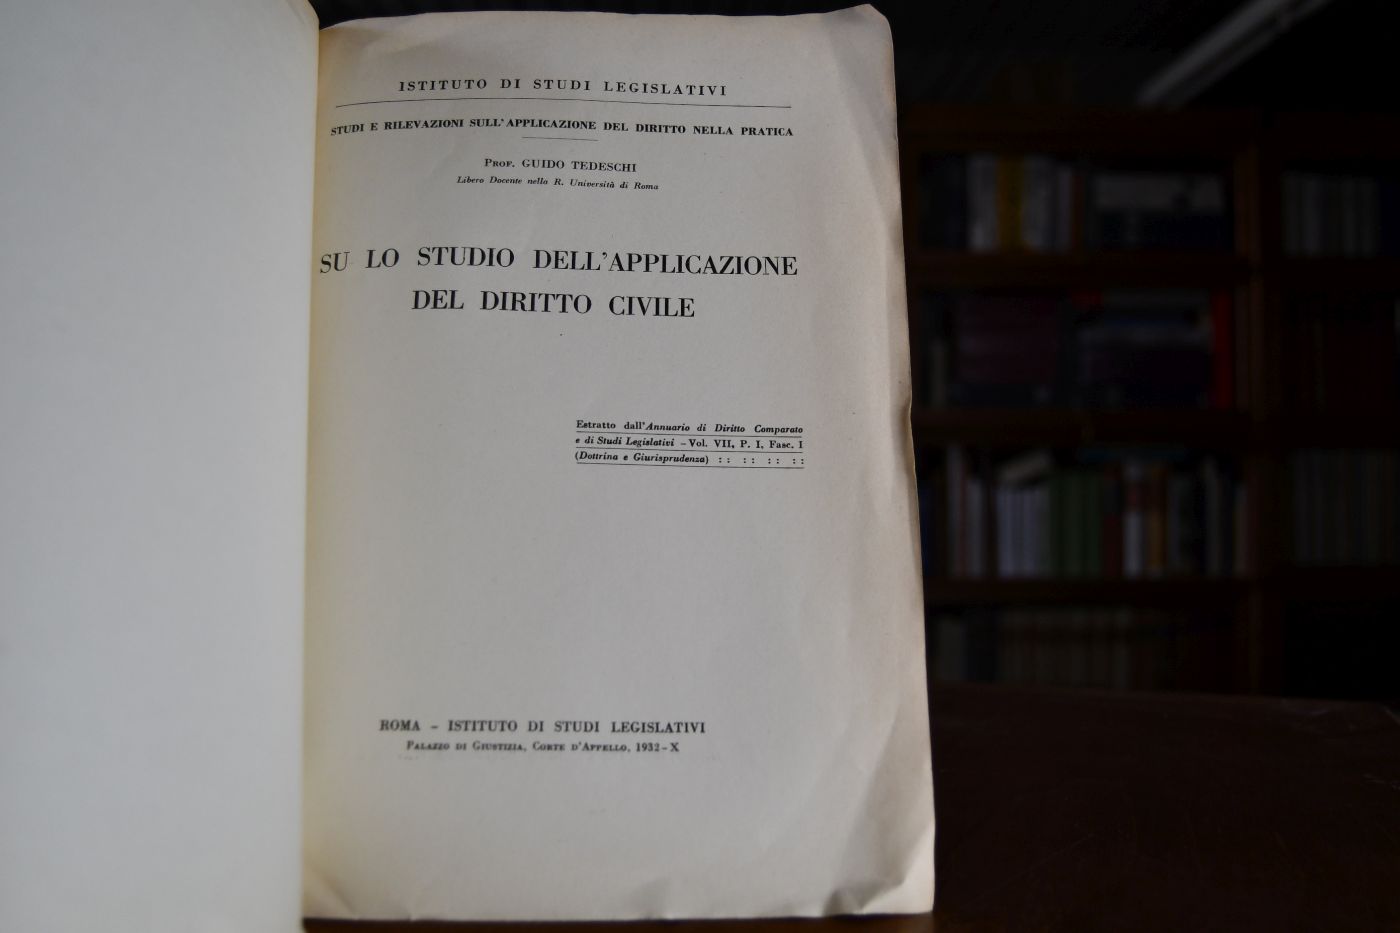 ISTITUTO DI STUDI LEGISLATIVI
STUDI E RILEVAZIONI SULL'APPLICAZIONE DEL DIRITTO NELLA PRATICA
PROF. GUIDO TEDESCHI
Libero Docente nella R. Università di Roma
SU LO STUDIO DELL'APPLICAZIONE
DEL DIRITTO CIVILE
Estratto dall'Annuario di Diritto Comparato
e di Studi Legislativi – Vol. VII, P. I, Fasc. I
(Dottrina e Giurisprudenza) : : : : : : : :
ROMA – ISTITUTO DI STUDI LEGISLATIVI
PALAZZO DI GIUSTIZIA, CORTE D'APPELLO, 1932 – X